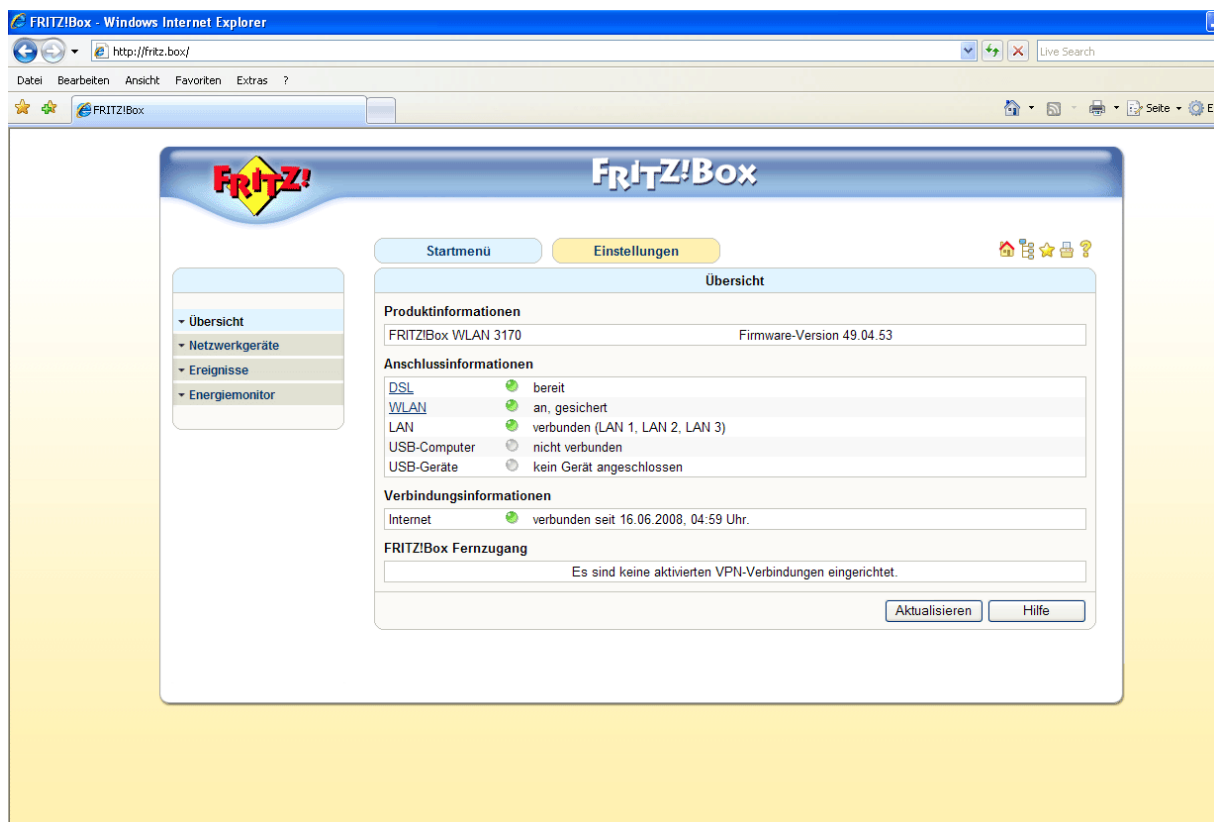 FRITZ!Box - Windows Internet Explorer
http://fritz.box/
Live Search
Datei Bearbeiten Ansicht Favoriten Extras ?
FRITZ!Box
Seite
E
FRITZ!
FRITZ!Box
Startmenü Einstellungen
Übersicht
Übersicht
Netzwerkgeräte
Ereignisse
Energiemonitor
Produktinformationen
FRITZ!Box WLAN 3170 Firmware-Version 49.04.53
Anschlussinformationen
DSL bereit
WLAN an, gesichert
LAN verbunden (LAN 1, LAN 2, LAN 3)
USB-Computer nicht verbunden
USB-Geräte kein Gerät angeschlossen
Verbindungsinformationen
Internet verbunden seit 16.06.2008, 04:59 Uhr.
FRITZ!Box Fernzugang
Es sind keine aktivierten VPN-Verbindungen eingerichtet.
Aktualisieren Hilfe